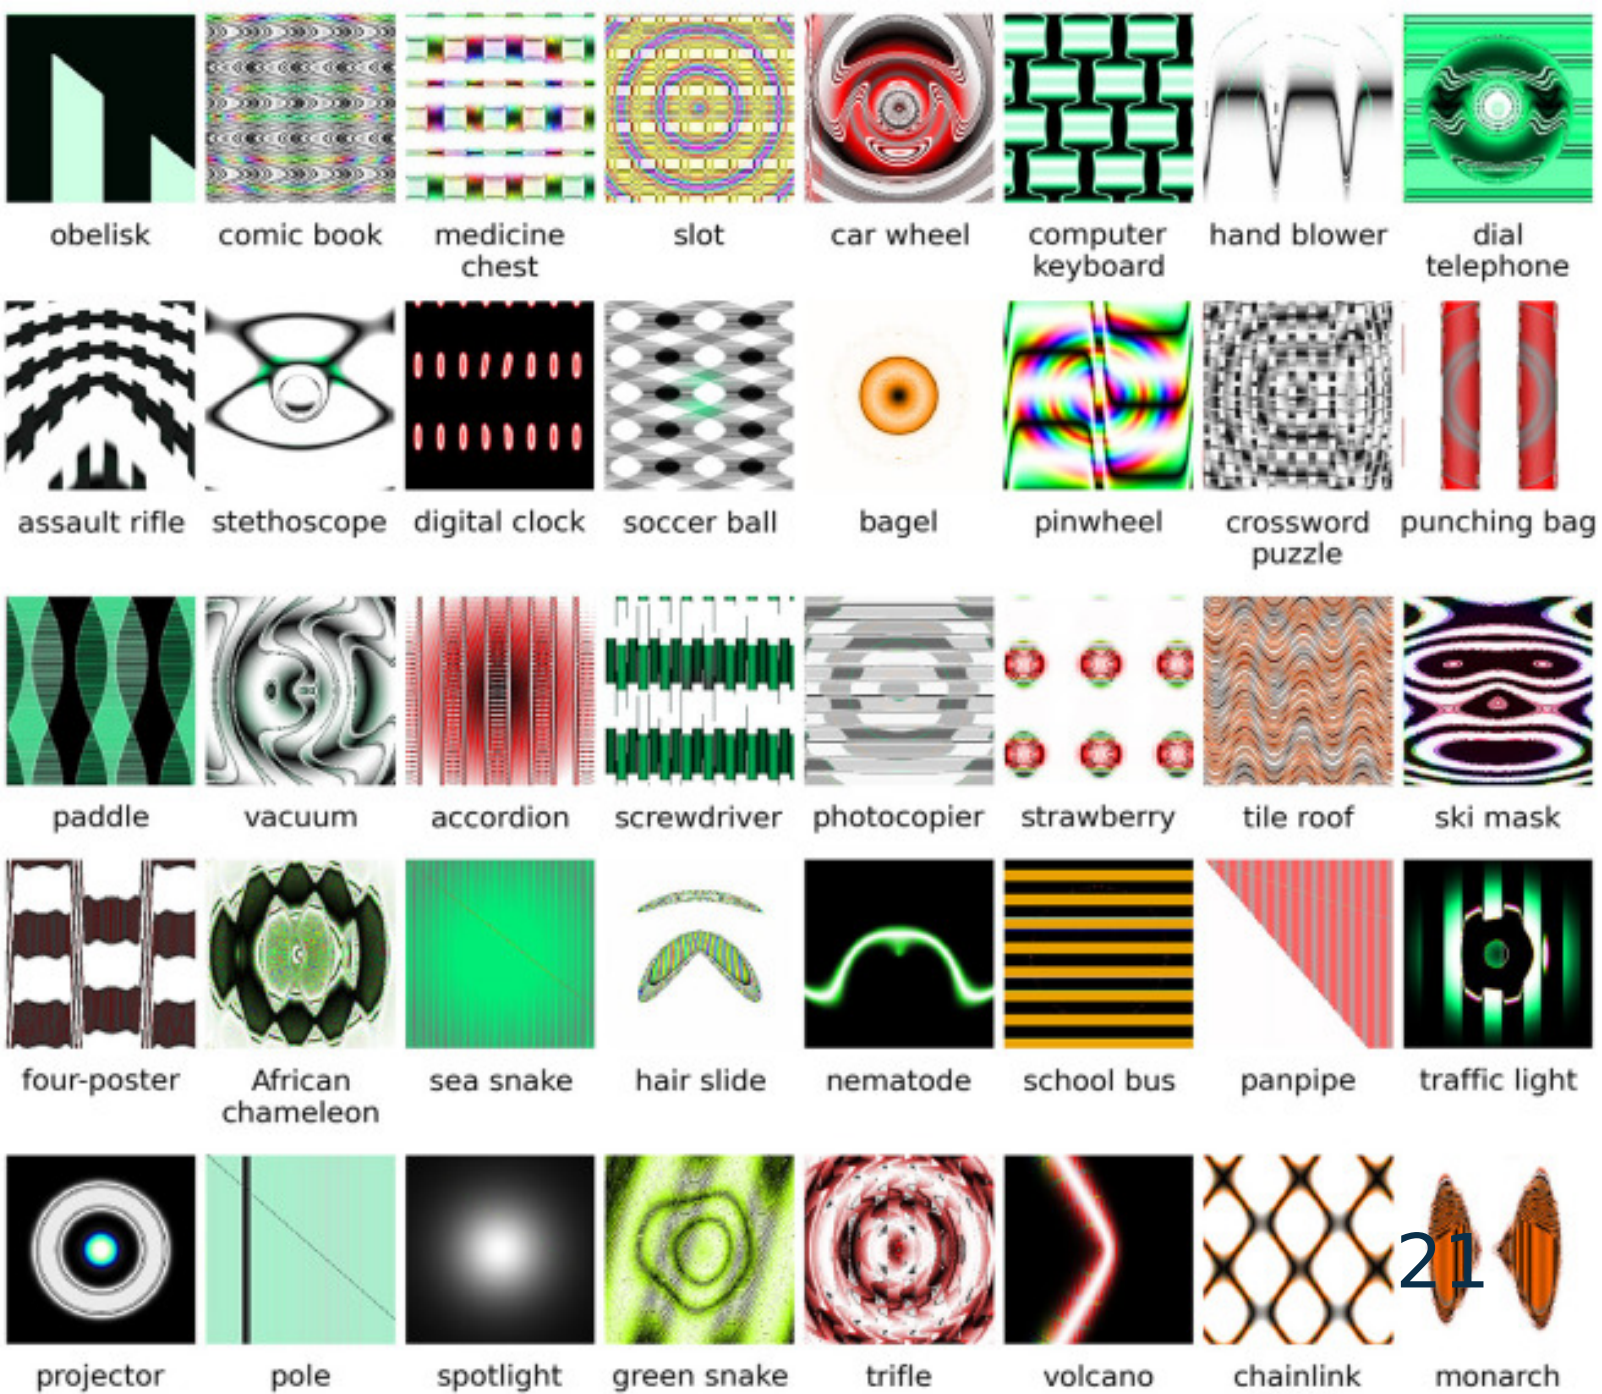 obelisk
comic book
medicine
chest
slot
car wheel
computer
keyboard
hand blower
dial
telephone
assault rifle
stethoscope
digital clock
soccer ball
bagel
pinwheel
crossword
puzzle
punching bag
paddle
vacuum
accordion
screwdriver
photocopier
strawberry
tile roof
ski mask
four-poster
African
chameleon
sea snake
hair slide
nematode
school bus
panpipe
traffic light
21
projector
pole
spotlight
green snake
trifle
volcano
chainlink
monarch